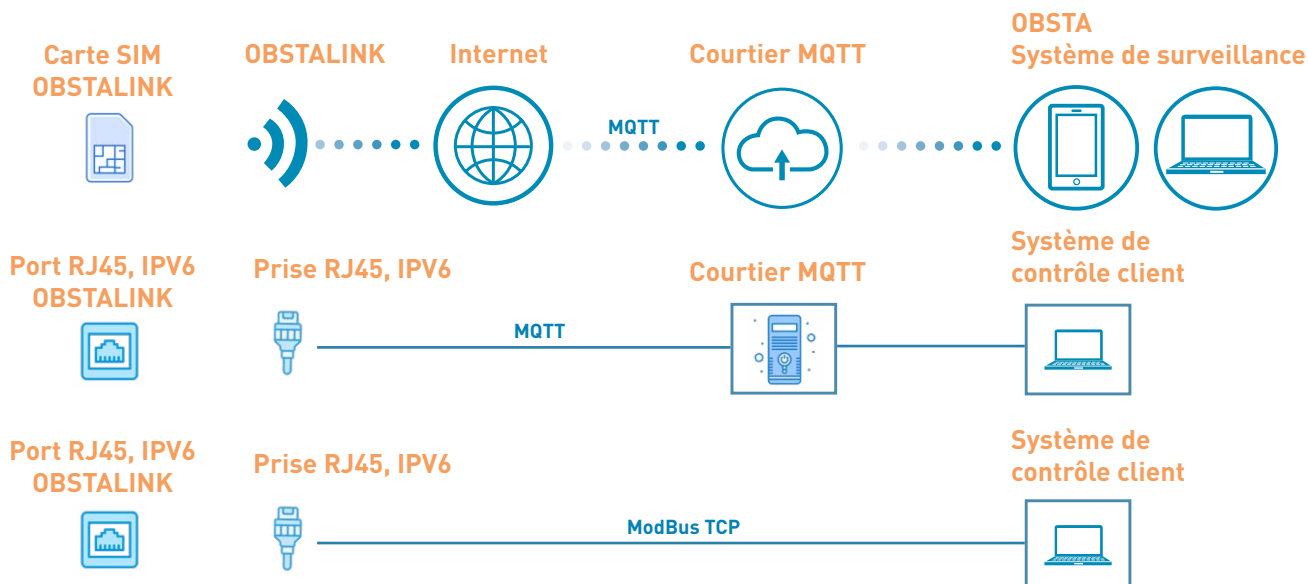 Carte SIM
OBSTALINK
OBSTALINK
Internet
Courtier MQTT
OBSTA
Système de surveillance
MQTT
Port RJ45, IPV6
OBSTALINK
Prise RJ45, IPV6
Courtier MQTT
Système de
contrôle client
MQTT
Port RJ45, IPV6
OBSTALINK
Prise RJ45, IPV6
Système de
contrôle client
ModBus TCP